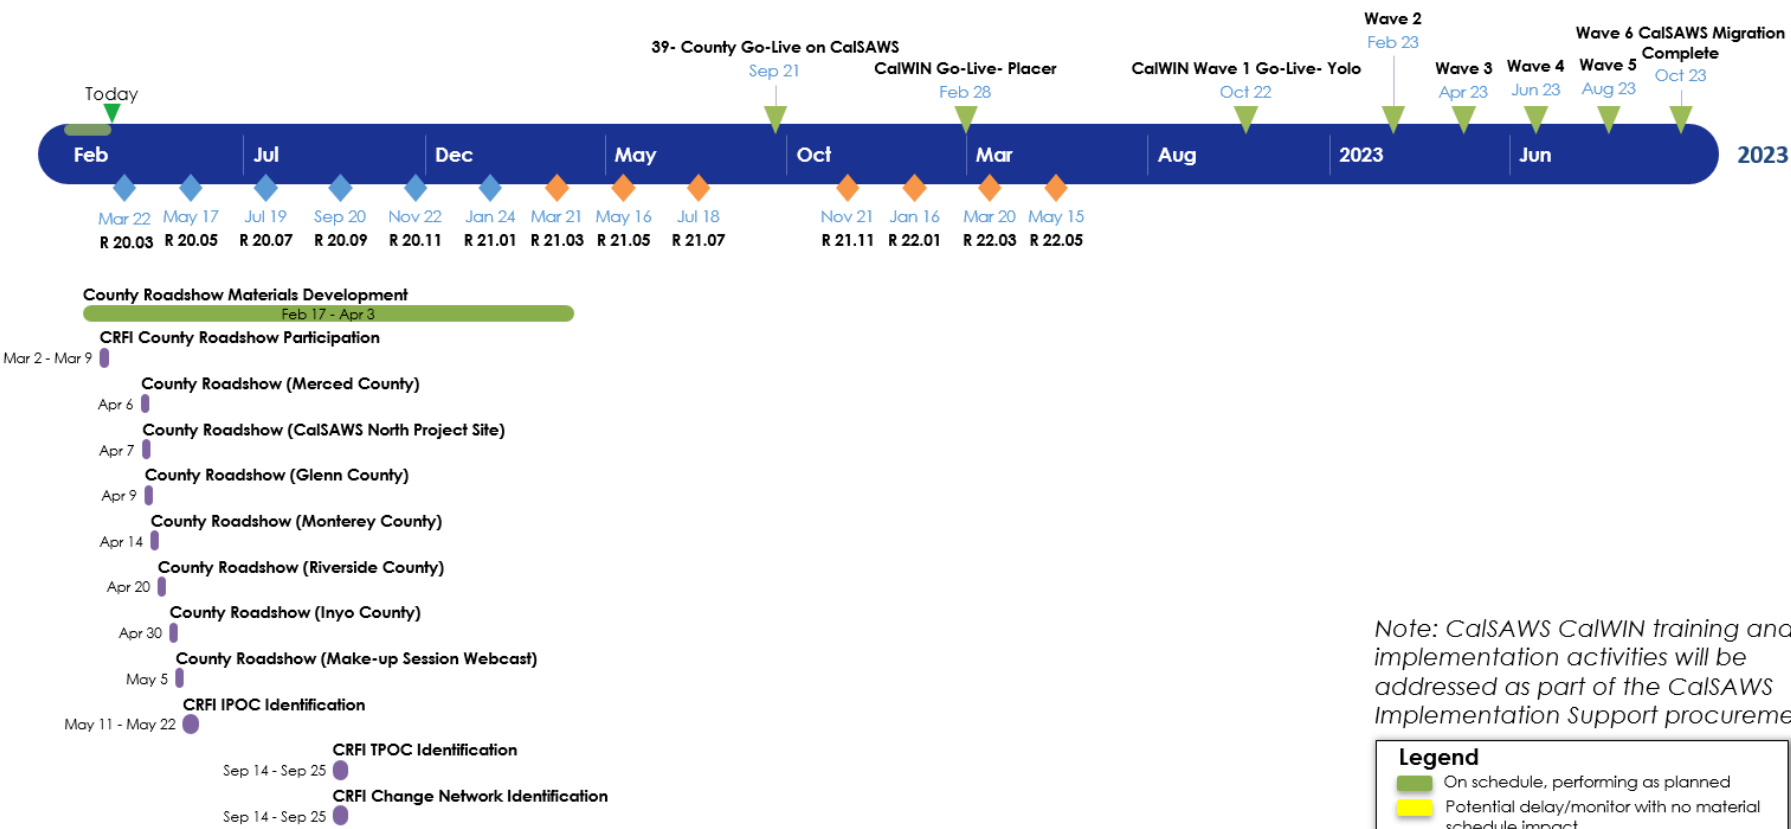 Wave 2
Feb 23
Wave 6 CalSAWS Migration
Complete
Oct 23
39- County Go-Live on CalSAWS
Sep 21
CalWIN Go-Live- Placer
Feb 28
CalWIN Wave 1 Go-Live- Yolo
Oct 22
Wave 3
Apr 23
Wave 4
Jun 23
Wave 5
Aug 23
Today
Feb Jul Dec May Oct Mar Aug 2023 Jun 2023
Mar 22 May 17 Jul 19 Sep 20 Nov 22 Jan 24 Mar 21 May 16 Jul 18 Nov 21 Jan 16 Mar 20 May 15
R 20.03 R 20.05 R 20.07 R 20.09 R 20.11 R 21.01 R 21.03 R 21.05 R 21.07 R 21.11 R 22.01 R 22.03 R 22.05
County Roadshow Materials Development
Feb 17 - Apr 3
CRFI County Roadshow Participation
Mar 2 - Mar 9
County Roadshow (Merced County)
Apr 6
County Roadshow (CalSAWS North Project Site)
Apr 7
County Roadshow (Glenn County)
Apr 9
County Roadshow (Monterey County)
Apr 14
County Roadshow (Riverside County)
Apr 20
County Roadshow (Inyo County)
Apr 30
County Roadshow (Make-up Session Webcast)
May 5
CRFI IPOC Identification
May 11 - May 22
CRFI TPOC Identification
Sep 14 - Sep 25
CRFI Change Network Identification
Sep 14 - Sep 25
Note: CalSAWS CalWIN training and
implementation activities will be
addressed as part of the CalSAWS
Implementation Support procureme
Legend
On schedule, performing as planned
Potential delay/monitor with no material
schedule impact